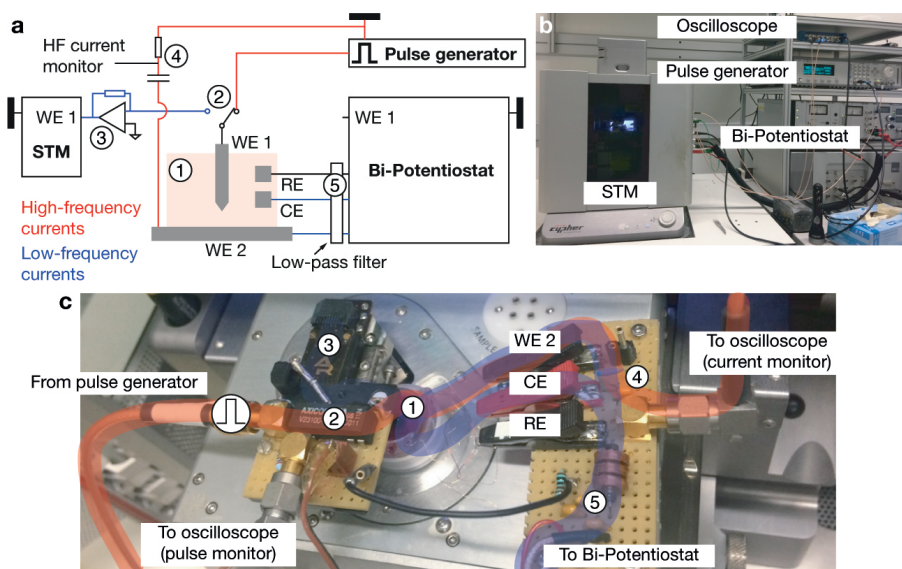 a
HF current
monitor
4
Pulse generator
2
WE 1
3
STM
WE 1
WE 1
1
RE
5
Bi-Potentiostat
CE
High-frequency
currents
WE 2
Low-frequency
currents
Low-pass filter
b
Oscilloscope
Pulse generator
Bi-Potentiostat
STM
cypher
c
3
WE 2
To oscilloscope
(current monitor)
4
From pulse generator
CE
1
2
AXICOM
RE
SAMPLE
5
To oscilloscope
(pulse monitor)
To Bi-Potentiostat